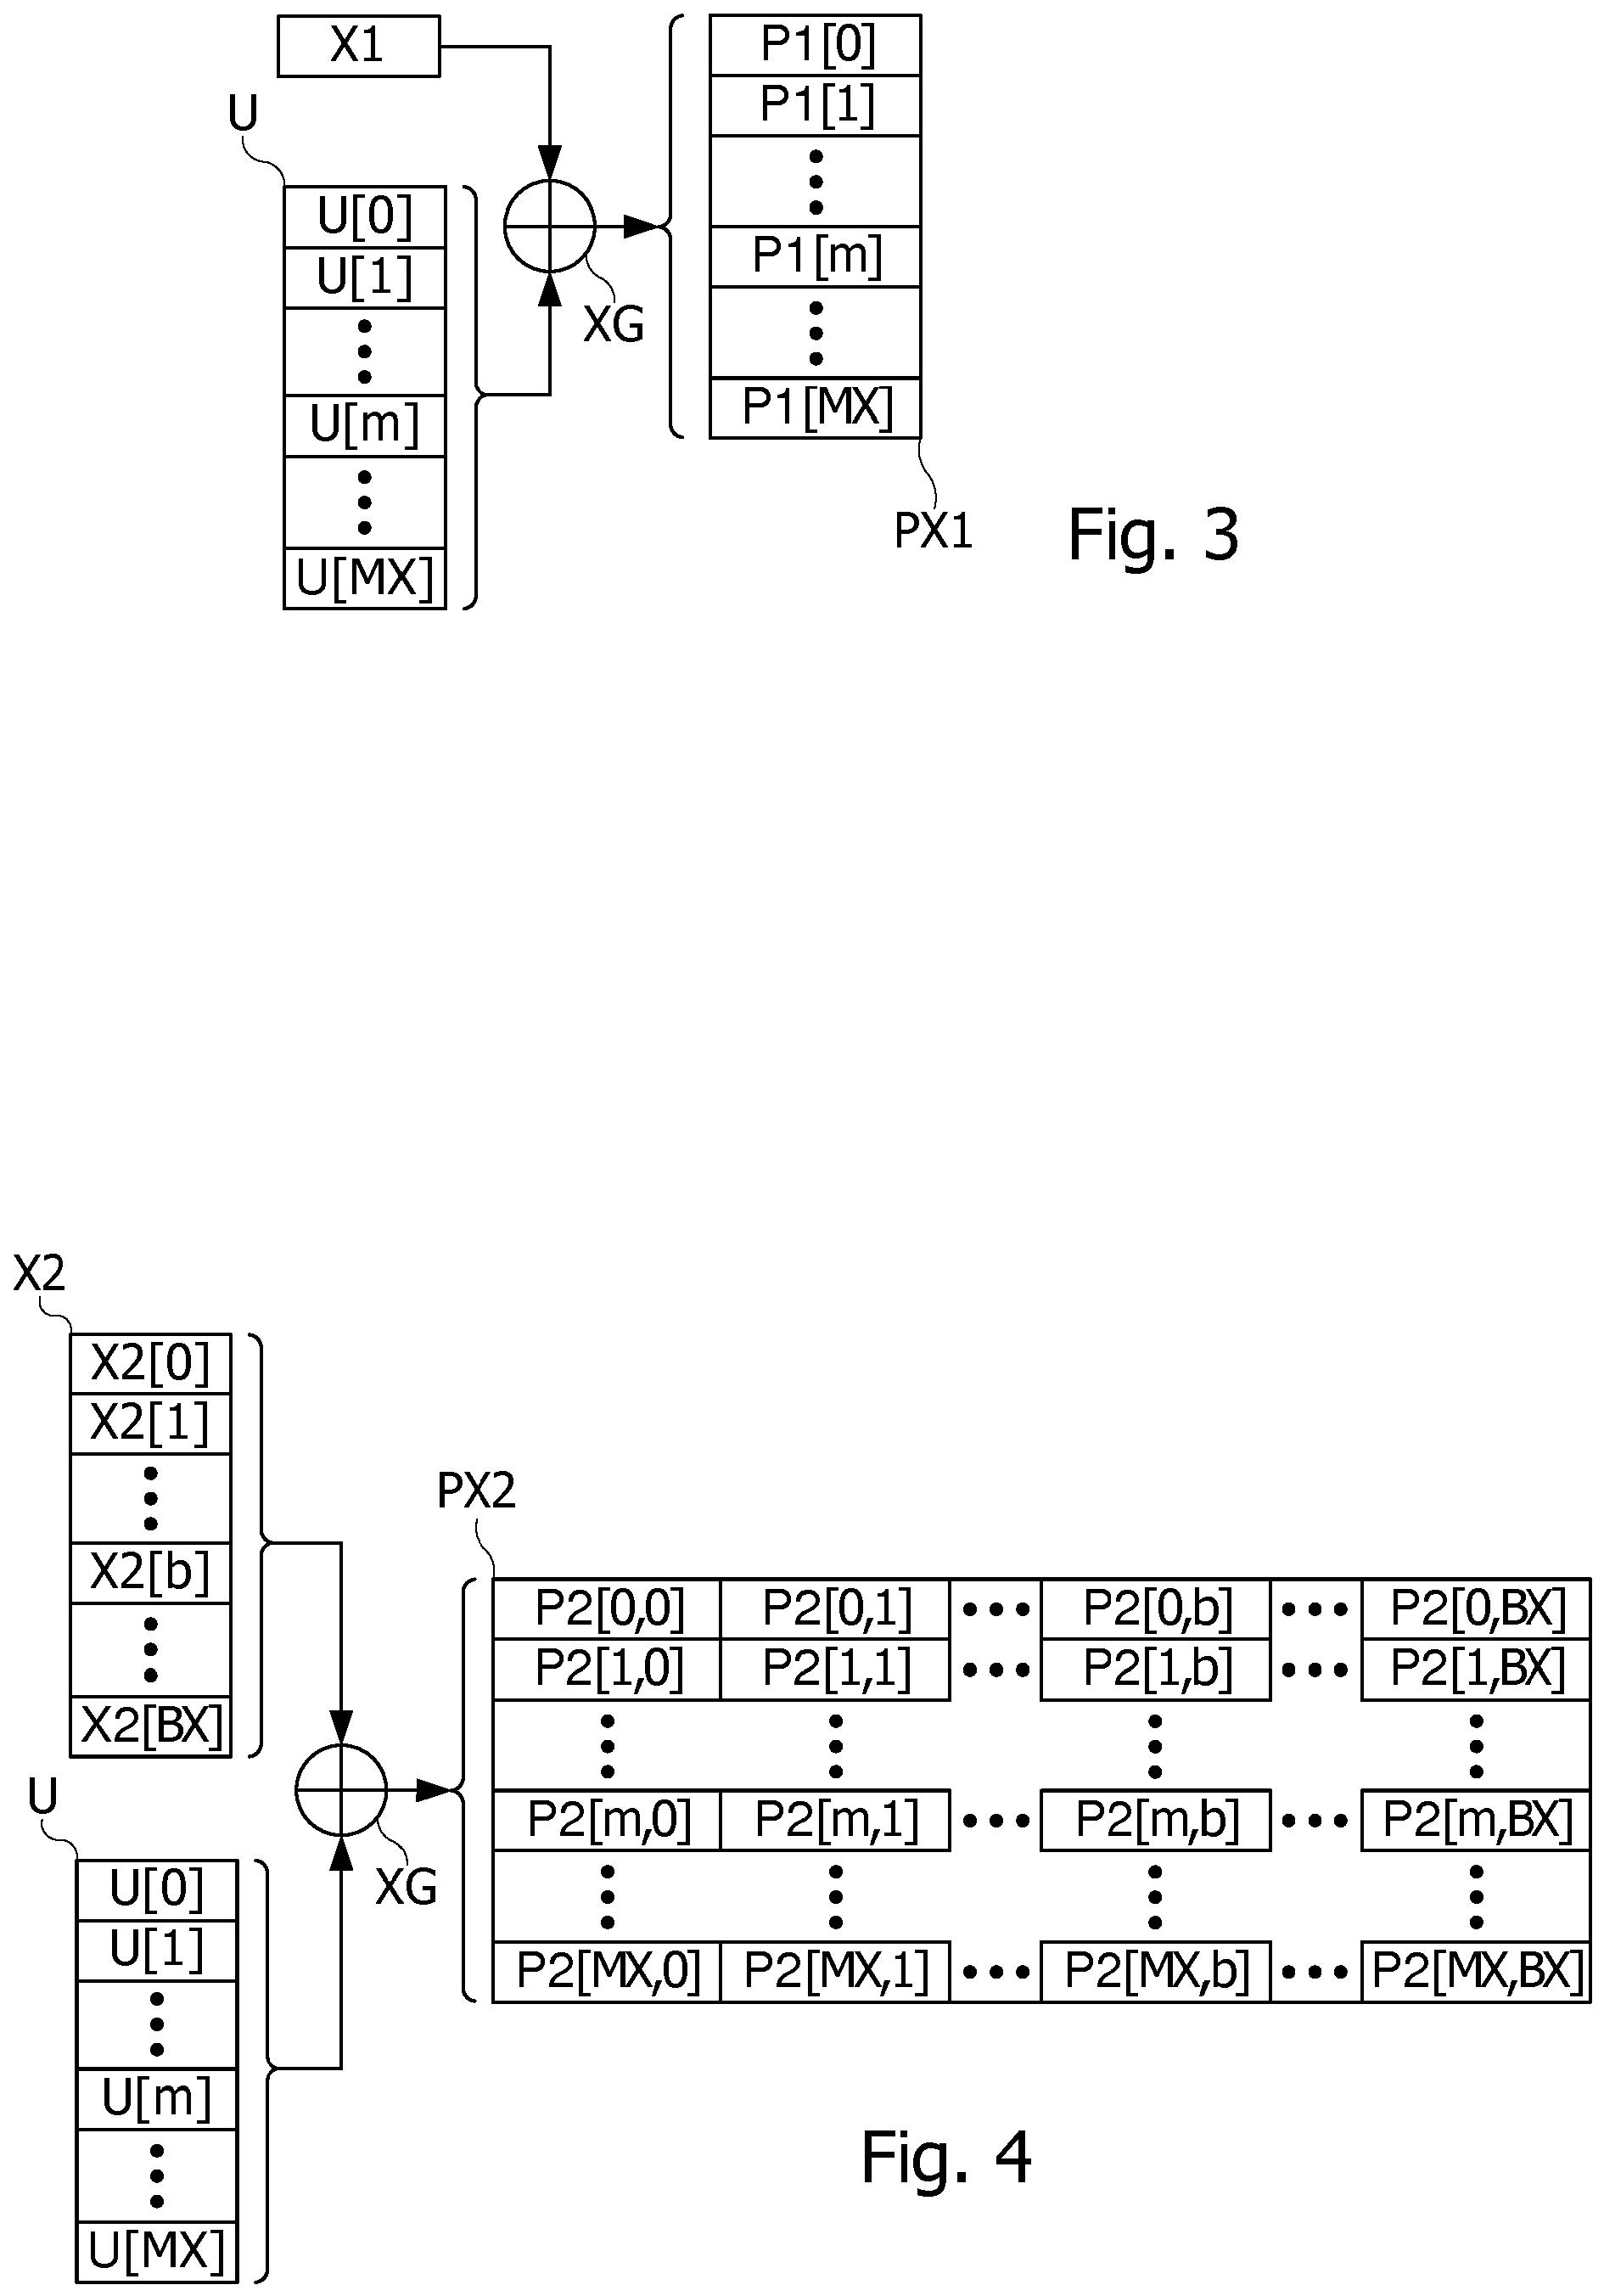 X1
U
U[0]
U[1]
U[m]
U[MX]
XG
P1[0]
P1[1]
P1[m]
P1[MX]
PX1
Fig. 3
X2
X2[0]
X2[1]
X2[b]
X2[BX]
U
U[0]
U[1]
U[m]
U[MX]
XG
PX2
P2[0,0] P2[0,1] ••• P2[0,b] ••• P2[0,BX]
P2[1,0] P2[1,1] ••• P2[1,b] ••• P2[1,BX]
P2[m,0] P2[m,1] ••• P2[m,b] ••• P2[m,BX]
P2[MX,0] P2[MX,1] ••• P2[MX,b] ••• P2[MX,BX]
Fig. 4